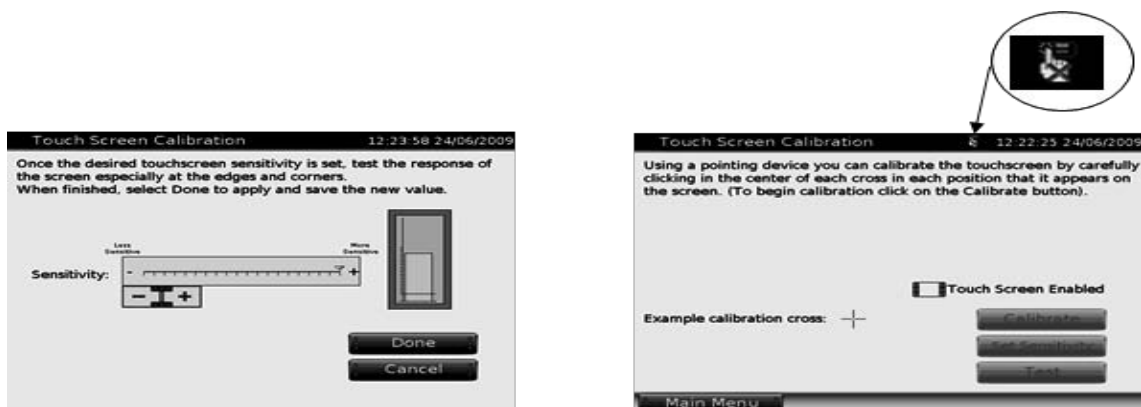 Touch Screen Calibration 12:23:58 24/06/2009
Once the desired touchscreen sensitivity is set, test the response of
the screen especially at the edges and corners.
When finished, select Done to apply and save the new value.
Less
Sensitive
More
Sensitive
Sensitivity:
- +
- +
Done
Cancel
Touch Screen Calibration 12:22:25 24/06/2009
Using a pointing device you can calibrate the touchscreen by carefully
clicking in the center of each cross in each position that it appears on
the screen. (To begin calibration click on the Calibrate button).
Touch Screen Enabled
Example calibration cross:
Calibrate
Set Sensitivity
Test
Main Menu